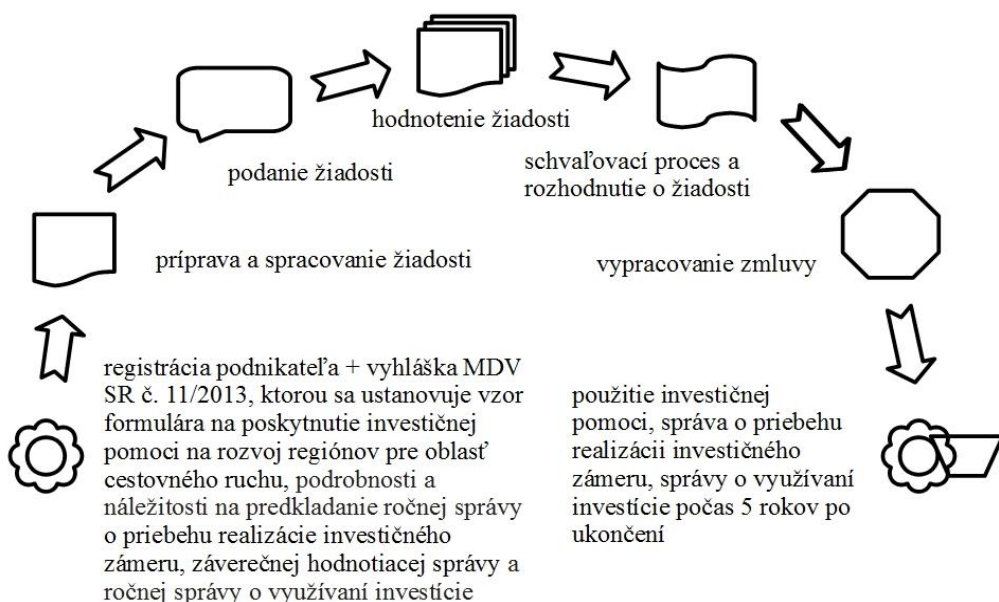 registrácia podnikateľa + vyhláška MDV
SR č. 11/2013, ktorou sa ustanovuje vzor
formulára na poskytnutie investičnej
pomoci na rozvoj regiónov pre oblasť
cestovného ruchu, podrobnosti a
náležitosti na predkladanie ročnej správy
o priebehu realizácie investičného
zámeru, záverečnej hodnotiacej správy a
ročnej správy o využívaní investície
príprava a spracovanie žiadosti
podanie žiadosti
hodnotenie žiadosti
schvaľovací proces a
rozhodnutie o žiadosti
vypracovanie zmluvy
použitie investičnej
pomoci, správa o priebehu
realizácii investičného
zámeru, správy o využívaní
investície počas 5 rokov po
ukončení